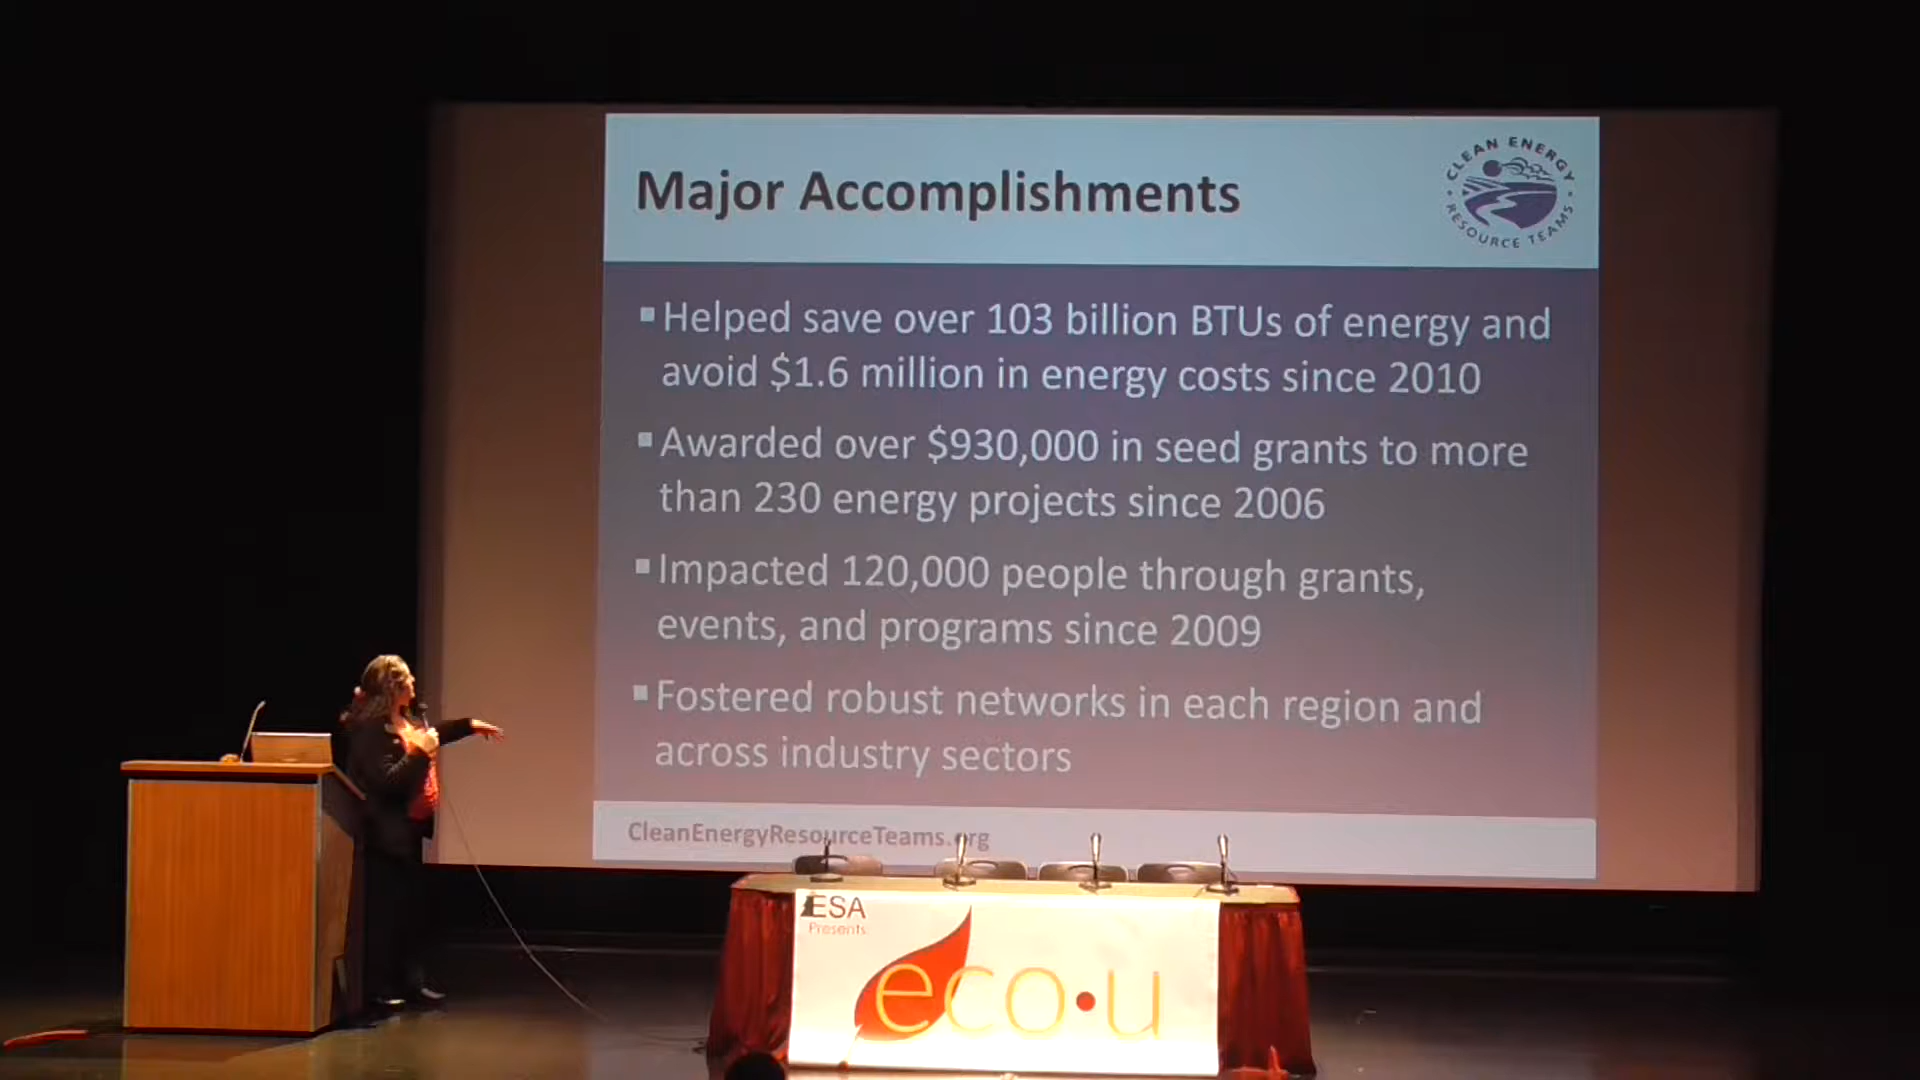 Major Accomplishments
CLEAN ENERGY
RESOURCE TEAMS
▪Helped save over 103 billion BTUs of energy and
avoid $1.6 million in energy costs since 2010
▪Awarded over $930,000 in seed grants to more
than 230 energy projects since 2006
▪Impacted 120,000 people through grants,
events, and programs since 2009
▪Fostered robust networks in each region and
across industry sectors
CleanEnergyResourceTeams.org
ESA
Presents
eco•u